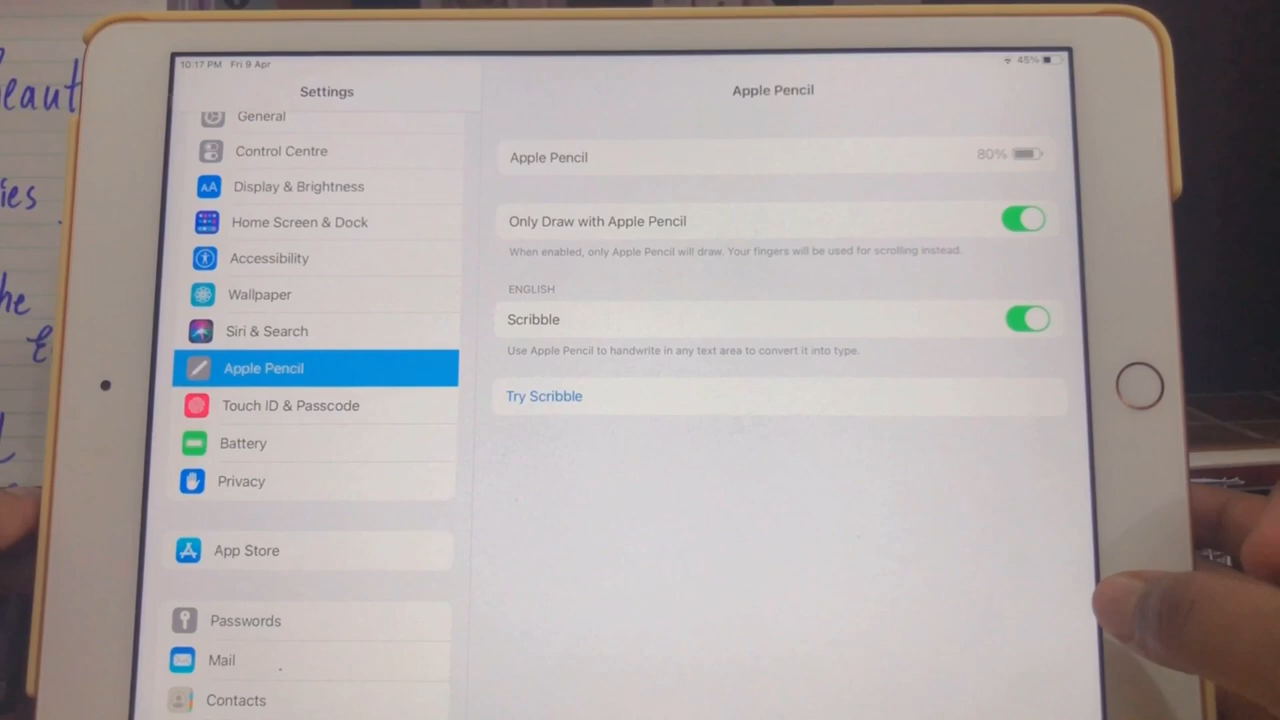 10:17 PM Fri 9 Apr
45%
Settings
General
Control Centre
AA Display & Brightness
Home Screen & Dock
Accessibility
Wallpaper
Siri & Search
Apple Pencil
Touch ID & Passcode
Battery
Privacy
App Store
Passwords
Mail
Contacts
Apple Pencil
Apple Pencil 80%
Only Draw with Apple Pencil
When enabled, only Apple Pencil will draw. Your fingers will be used for scrolling instead.
ENGLISH
Scribble
Use Apple Pencil to handwrite in any text area to convert it into type.
Try Scribble